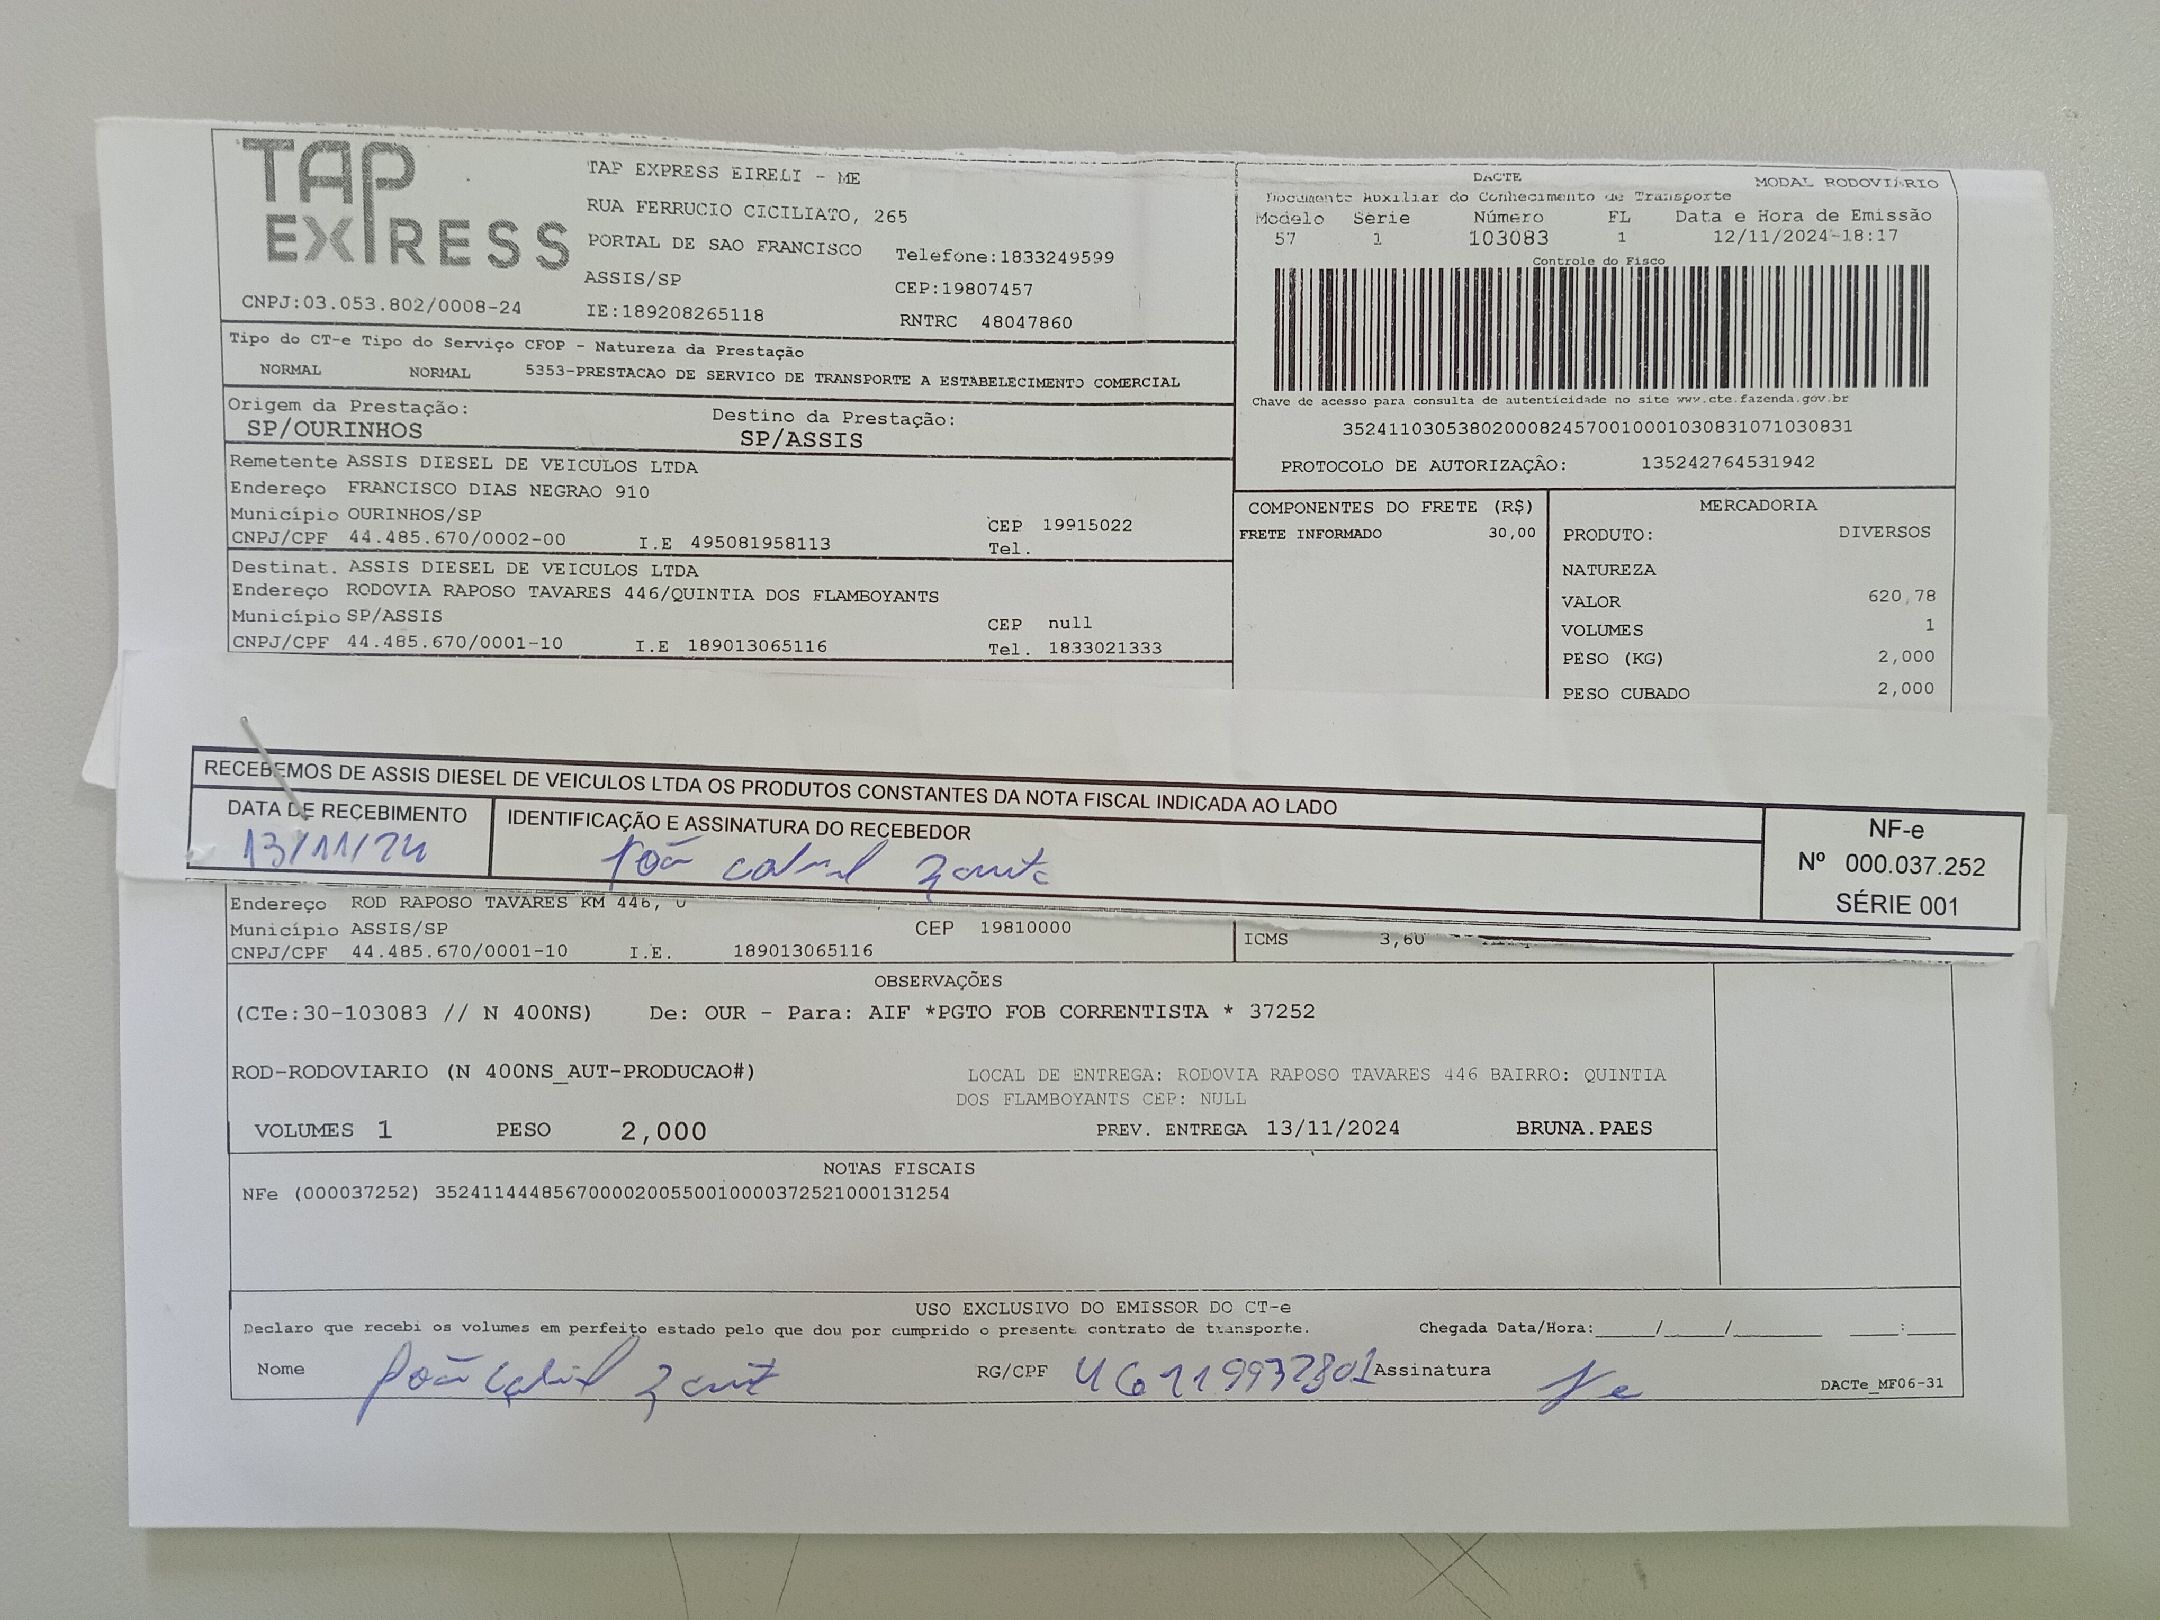 TAP EXPRESS
TAP EXPRESS EIRELI - ME
RUA FERRUCIO CICILIATO, 265
PORTAL DE SAO FRANCISCO Telefone:1833249599
ASSIS/SP CEP:19807457
CNPJ:03.053.802/0008-24 IE:189208265118 RNTRC 48047860
DACTE MODAL RODOVIÁRIO
Documento Auxiliar do Conhecimento de Transporte
Modelo Série Número FL Data e Hora de Emissão
57 1 103083 1 12/11/2024-18:17
Controle do Fisco
Chave de acesso para consulta de autenticidade no site www.cte.fazenda.gov.br
35241103053802000824570010001030831071030831
PROTOCOLO DE AUTORIZAÇÃO: 135242764531942
Tipo do CT-e Tipo do Serviço CFOP - Natureza da Prestação
NORMAL NORMAL 5353-PRESTACAO DE SERVICO DE TRANSPORTE A ESTABELECIMENTO COMERCIAL
Origem da Prestação: Destino da Prestação:
SP/OURINHOS SP/ASSIS
Remetente ASSIS DIESEL DE VEICULOS LTDA
Endereço FRANCISCO DIAS NEGRAO 910
Município OURINHOS/SP CEP 19915022
CNPJ/CPF 44.485.670/0002-00 I.E 495081958113 Tel.
Destinat. ASSIS DIESEL DE VEICULOS LTDA
Endereço RODOVIA RAPOSO TAVARES 446/QUINTIA DOS FLAMBOYANTS
Município SP/ASSIS CEP null
CNPJ/CPF 44.485.670/0001-10 I.E 189013065116 Tel. 1833021333
COMPONENTES DO FRETE (R$)
FRETE INFORMADO 30,00
MERCADORIA
PRODUTO: DIVERSOS
NATUREZA
VALOR 620,78
VOLUMES 1
PESO (KG) 2,000
PESO CUBADO 2,000
RECEBEMOS DE ASSIS DIESEL DE VEICULOS LTDA OS PRODUTOS CONSTANTES DA NOTA FISCAL INDICADA AO LADO
DATA DE RECEBIMENTO IDENTIFICAÇÃO E ASSINATURA DO RECEBEDOR
13/11/24 João
NF-e
Nº 000.037.252
SÉRIE 001
Endereço ROD RAPOSO TAVARES KM 446, 0
Município ASSIS/SP CEP 19810000
CNPJ/CPF 44.485.670/0001-10 I.E. 189013065116
ICMS 3,60
OBSERVAÇÕES
(CTe:30-103083 // N 400NS) De: OUR - Para: AIF *PGTO FOB CORRENTISTA * 37252
ROD-RODOVIARIO (N 400NS_AUT-PRODUCAO#) LOCAL DE ENTREGA: RODOVIA RAPOSO TAVARES 446 BAIRRO: QUINTIA
DOS FLAMBOYANTS CEP: NULL
VOLUMES 1 PESO 2,000 PREV. ENTREGA 13/11/2024 BRUNA.PAES
NOTAS FISCAIS
NFe (000037252) 35241144485670000200550010000372521000131254
USO EXCLUSIVO DO EMISSOR DO CT-e
Declaro que recebi os volumes em perfeito estado pelo que dou por cumprido o presente contrato de transporte. Chegada Data/Hora:_____/_____/_______ ____:____
Nome João RG/CPF 46119932801 Assinatura
DACTe_MF06-31